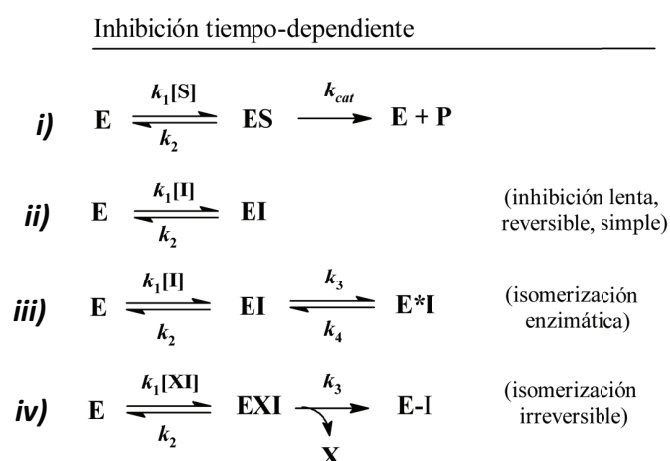 Inhibición tiempo-dependiente
i) E k1[S] k2 ES kcat E + P
ii) E k1[I] k2 EI (inhibición lenta, reversible, simple)
iii) E k1[I] k2 EI k3 k4 E*I (isomerización enzimática)
iv) E k1[XI] k2 EXI k3 X E-I (isomerización irreversible)